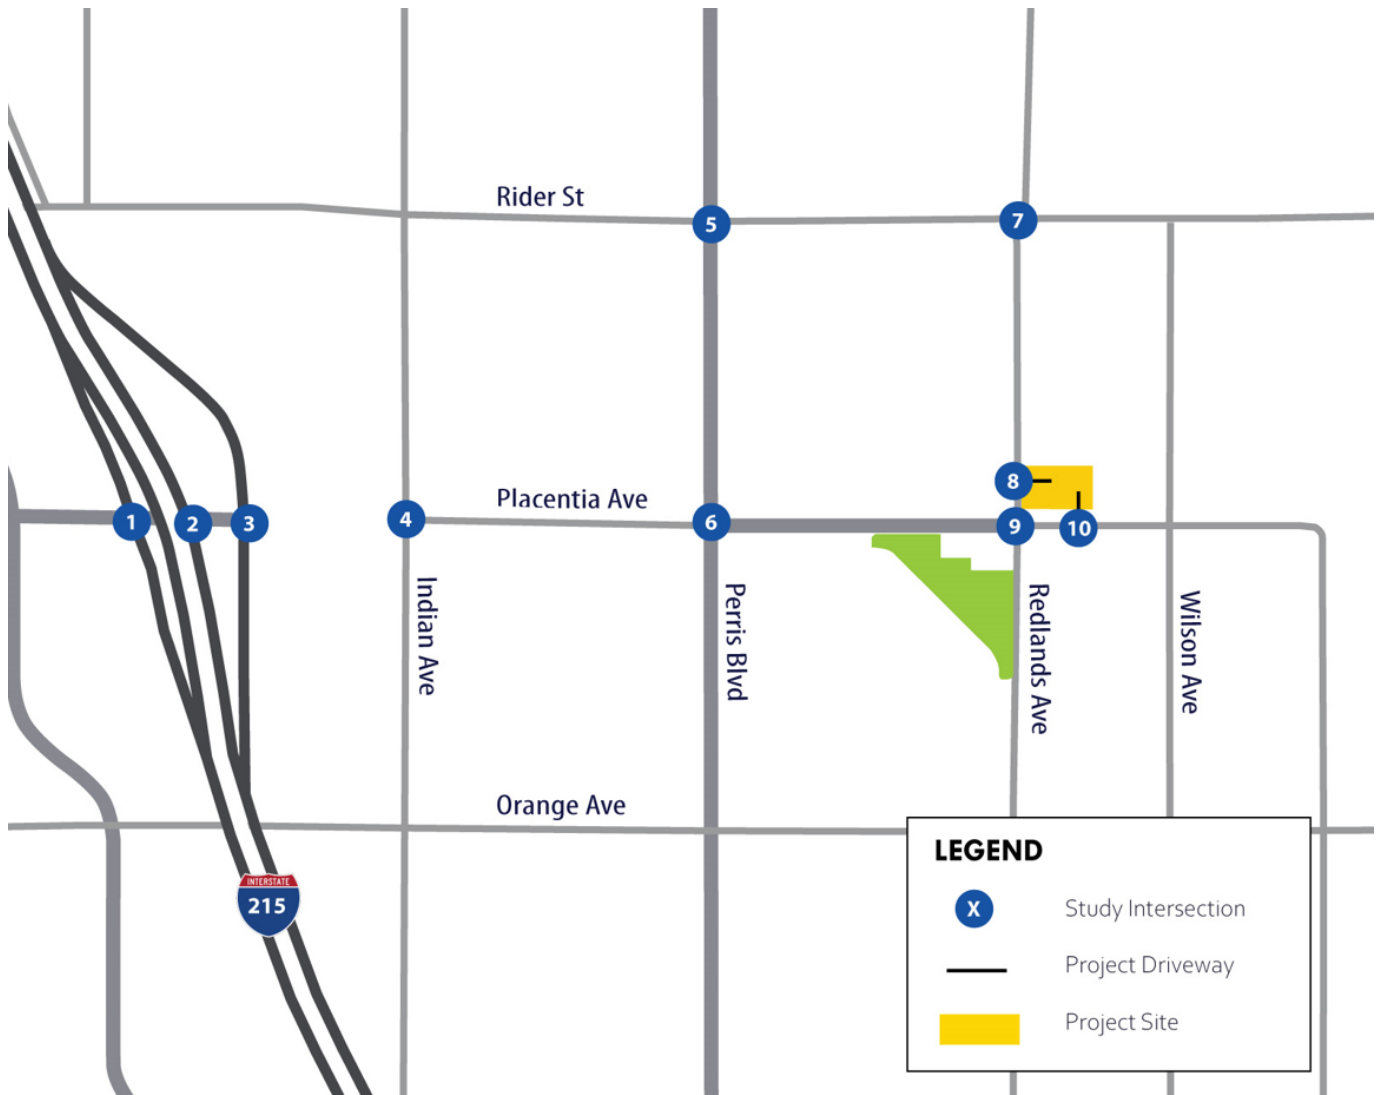 Rider St
5
7
8
Placentia Ave
1
2
3
4
6
9
10
Indian Ave
Perris Blvd
Redlands Ave
Wilson Ave
Orange Ave
INTERSTATE
215
LEGEND
X Study Intersection
Project Driveway
Project Site